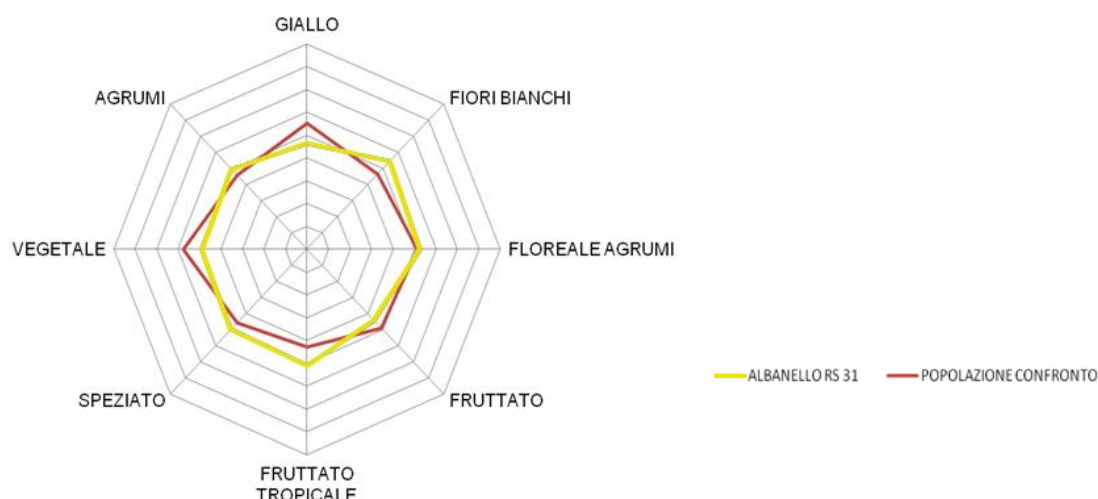 GIALLO
AGRUMI
FIORI BIANCHI
VEGETALE
FLOREALE AGRUMI
SPEZIATO
FRUTTATO
FRUTTATO
TROPICALE
ALBANELLO RS 31
POPOLAZIONE CONFRONTO